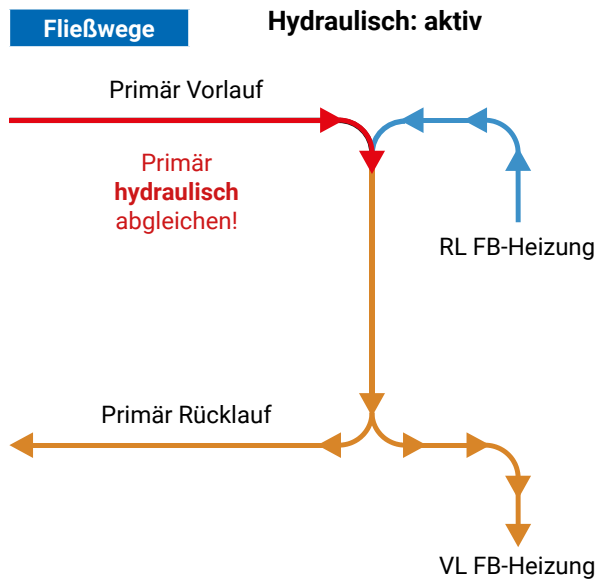 Fließwege
Hydraulisch: aktiv
Primär Vorlauf
Primär
hydraulisch
abgleichen!
RL FB-Heizung
Primär Rücklauf
VL FB-Heizung